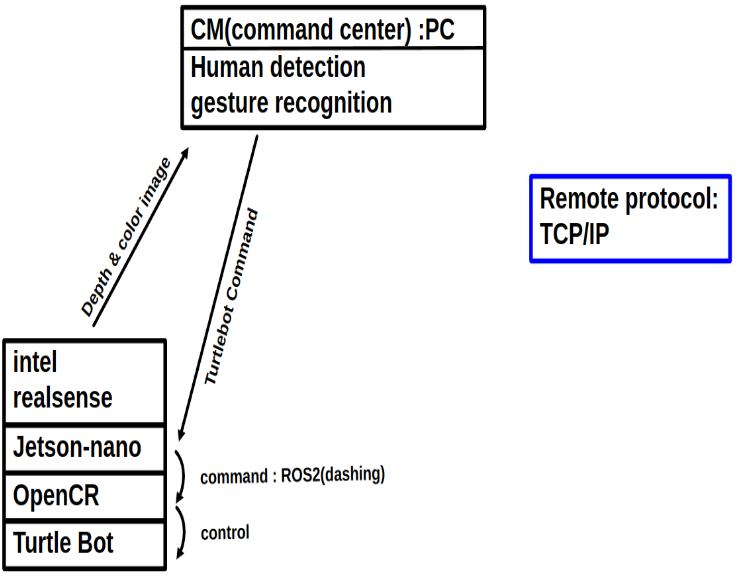 CM(command center) :PC
Human detection
gesture recognition
Depth & color image
Turtlebot Command
Remote protocol:
TCP/IP
intel
realsense
Jetson-nano
OpenCR
Turtle Bot
command : ROS2(dashing)
control